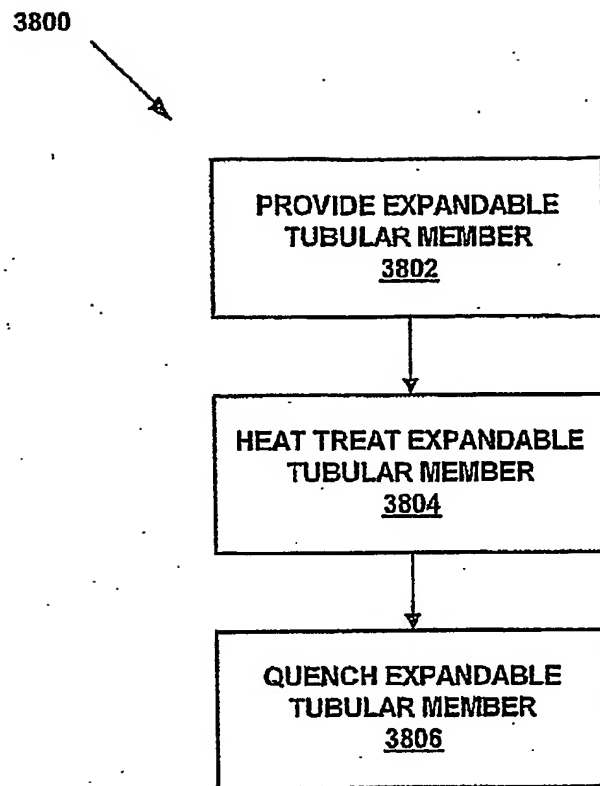 3800
PROVIDE EXPANDABLE
TUBULAR MEMBER
3802
HEAT TREAT EXPANDABLE
TUBULAR MEMBER
3804
QUENCH EXPANDABLE
TUBULAR MEMBER
3806